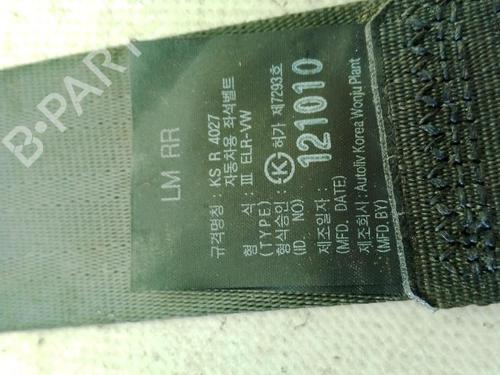 LM RR
규격명칭 : KS R 4027
자동차용 좌석벨트
형 식 : III ELR-VW
(TYPE)
형식승인 : K 허가 제7293호
(ID. NO)
121010
제조일자 :
(MFD. DATE)
제조회사 : Autoliv Korea Wonju Plant
(MFD. BY)
B-PARTS